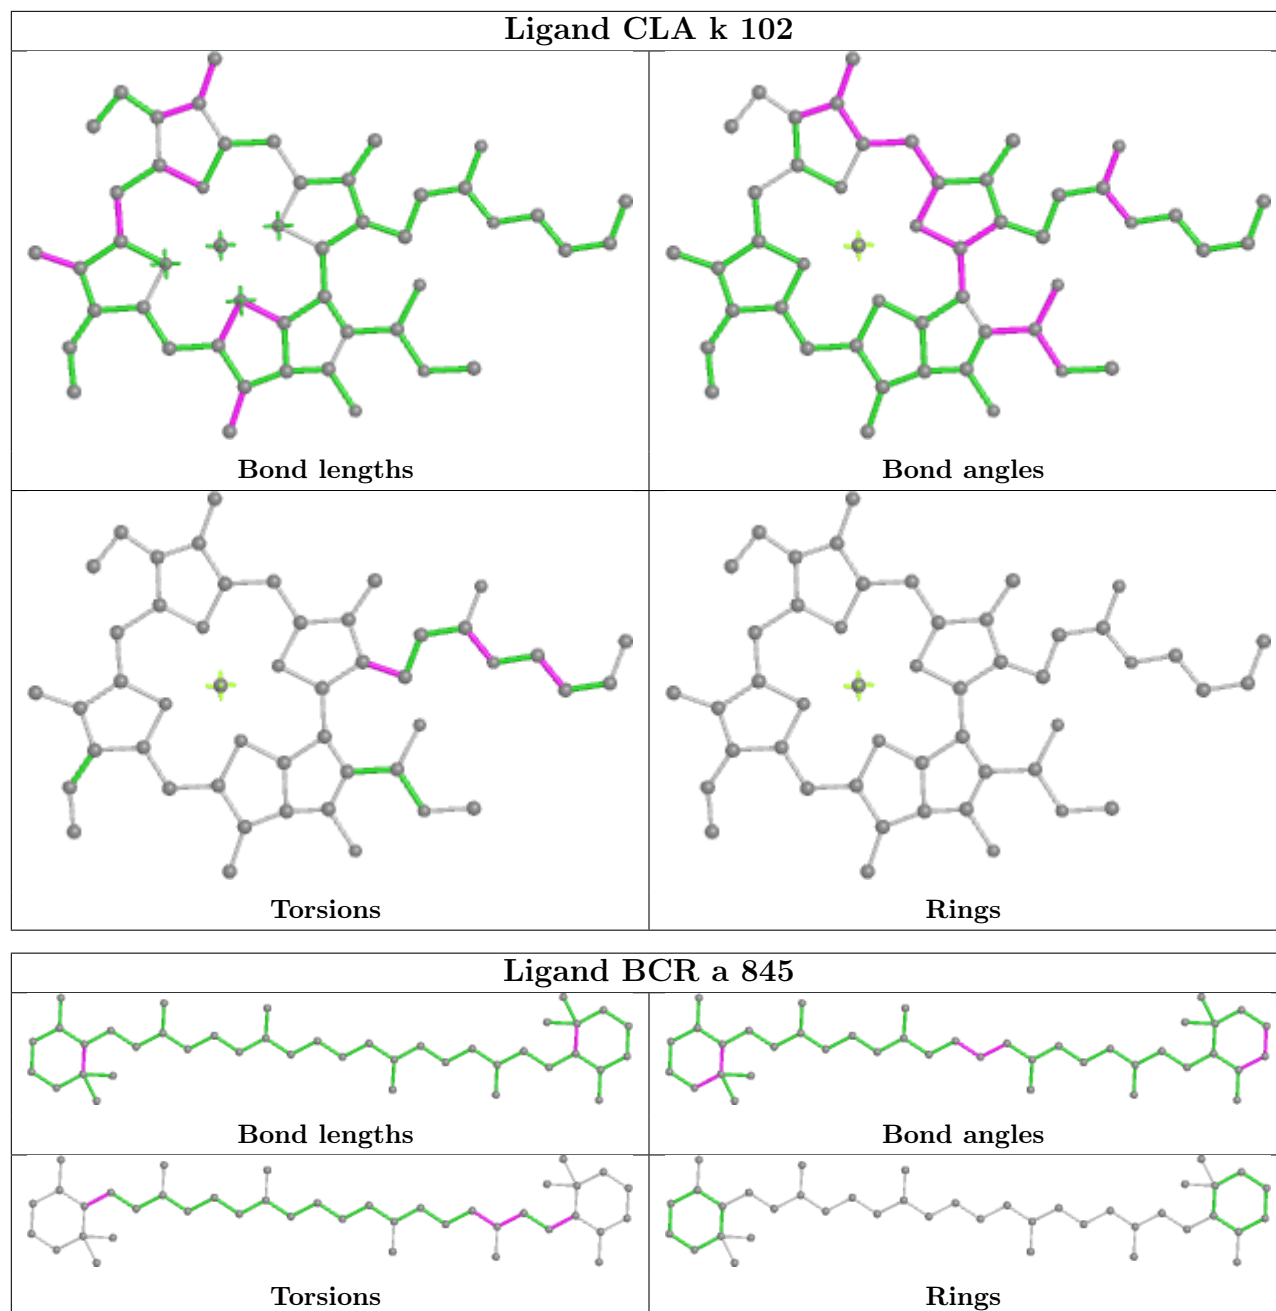 Ligand CLA k 102
Bond lengths
Bond angles
Torsions
Rings
Ligand BCR a 845
Bond lengths
Bond angles
Torsions
Rings